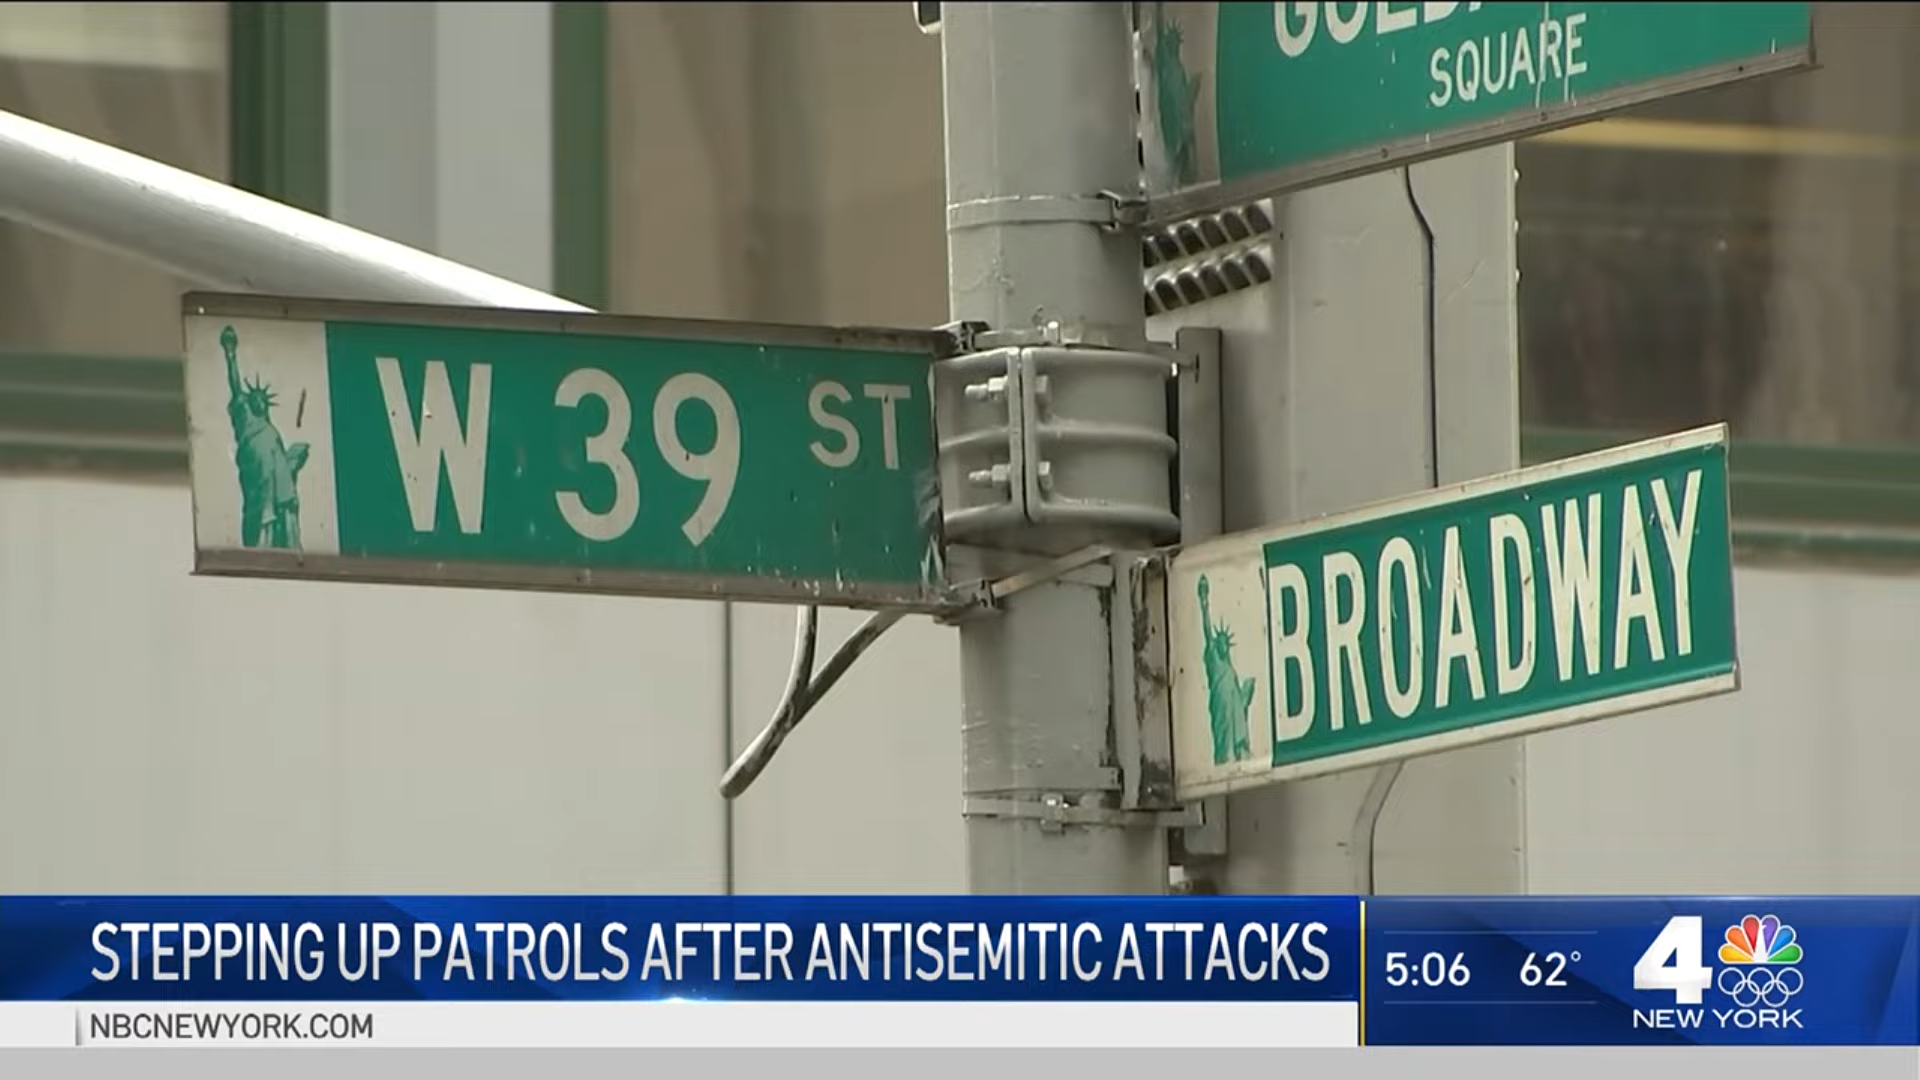 SQUARE
W 39 ST
BROADWAY
STEPPING UP PATROLS AFTER ANTISEMITIC ATTACKS
5:06 62°
4
NEW YORK
NBCNEWYORK.COM